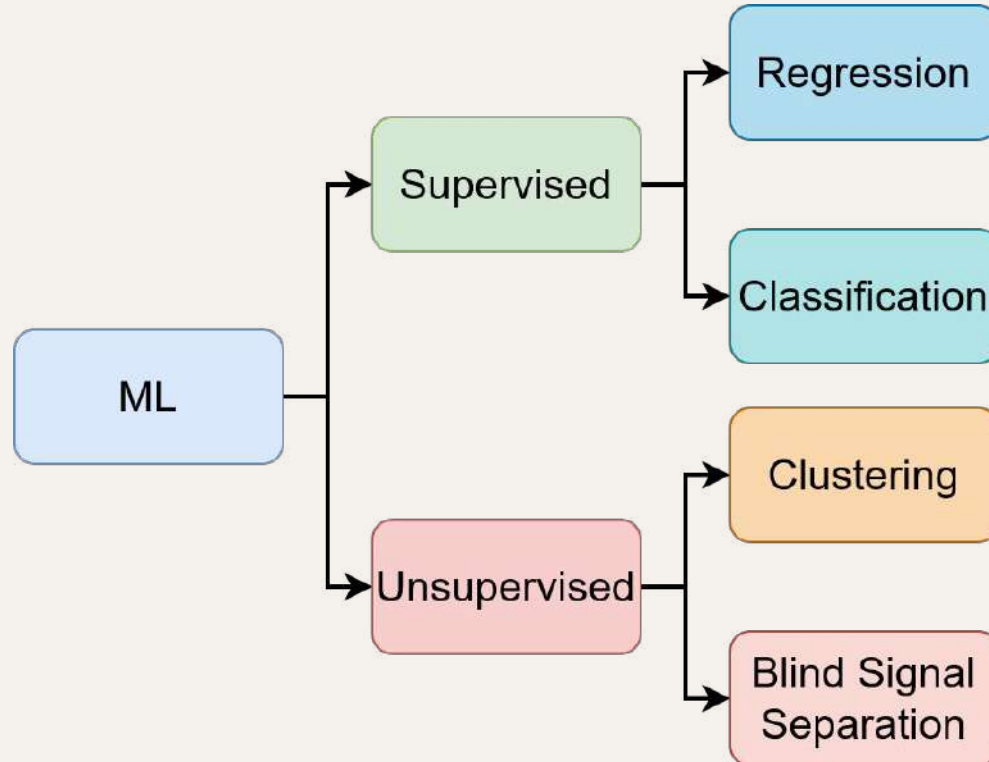 ML
Supervised
Unsupervised
Regression
Classification
Clustering
Blind Signal
Separation